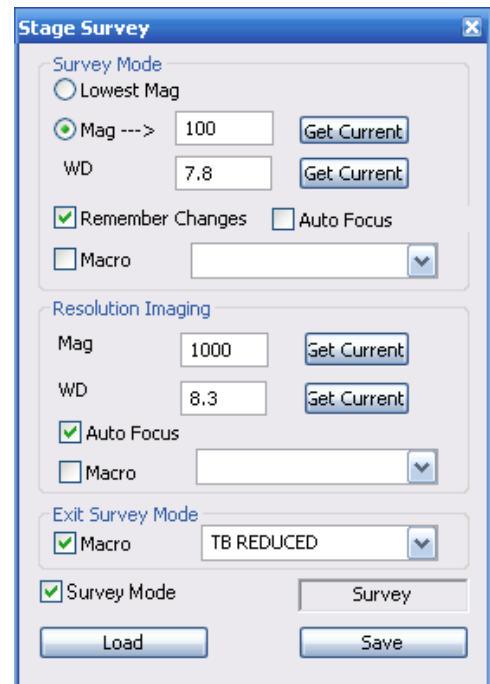 Stage Survey
Survey Mode
Lowest Mag
Mag ---> 100 Get Current
WD 7.8 Get Current
Remember Changes Auto Focus
Macro
Resolution Imaging
Mag 1000 Get Current
WD 8.3 Get Current
Auto Focus
Macro
Exit Survey Mode
Macro TB REDUCED
Survey Mode Survey
Load Save